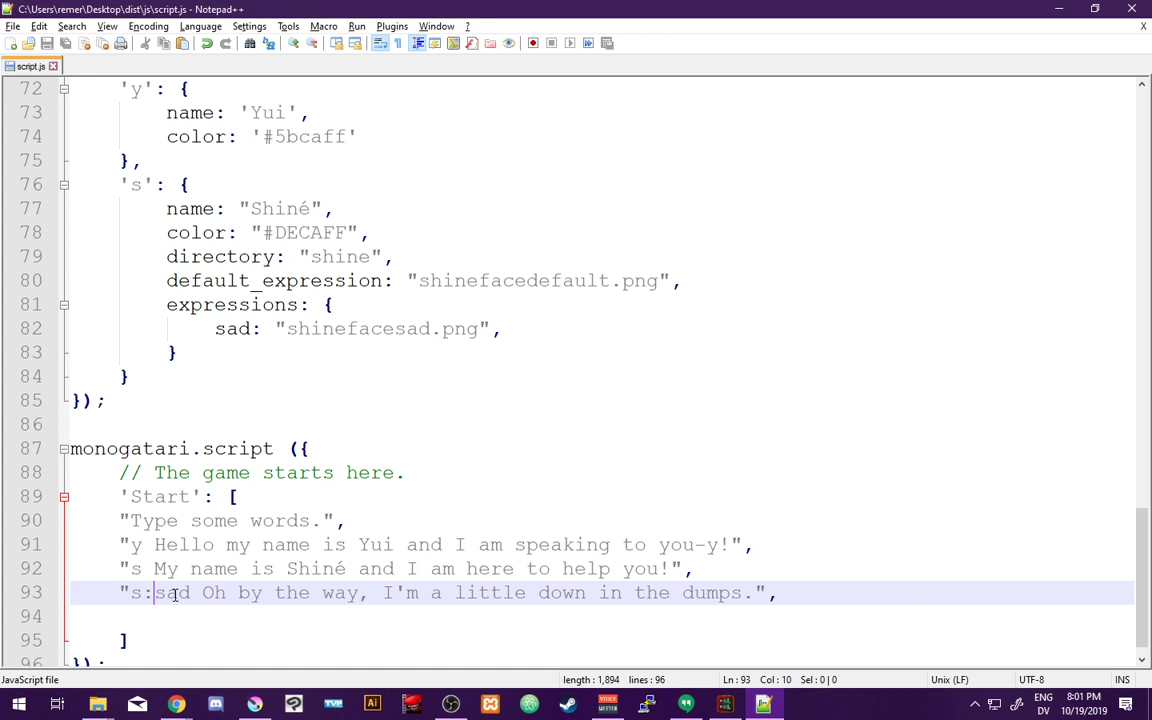 C:\Users\remer\Desktop\dist\js\script.js - Notepad++
File Edit Search View Encoding Language Settings Tools Macro Run Plugins Window ? X
script.js
72 'y': {
73 name: 'Yui',
74 color: '#5bcaff'
75 },
76 's': {
77 name: "Shiné",
78 color: "#DECAFF",
79 directory: "shine",
80 default_expression: "shinefacedefault.png",
81 expressions: {
82 sad: "shinefacesad.png",
83 }
84 }
85 });
86
87 monogatari.script ({
88 // The game starts here.
89 'Start': [
90 "Type some words.",
91 "y Hello my name is Yui and I am speaking to you-y!",
92 "s My name is Shiné and I am here to help you!",
93 "s:sad Oh by the way, I'm a little down in the dumps.",
94
95 ]
96 });
JavaScript file length : 1,894 lines : 96 Ln : 93 Col : 10 Sel : 0 | 0 Unix (LF) UTF-8 INS
ENG 8:01 PM
DV 10/19/2019